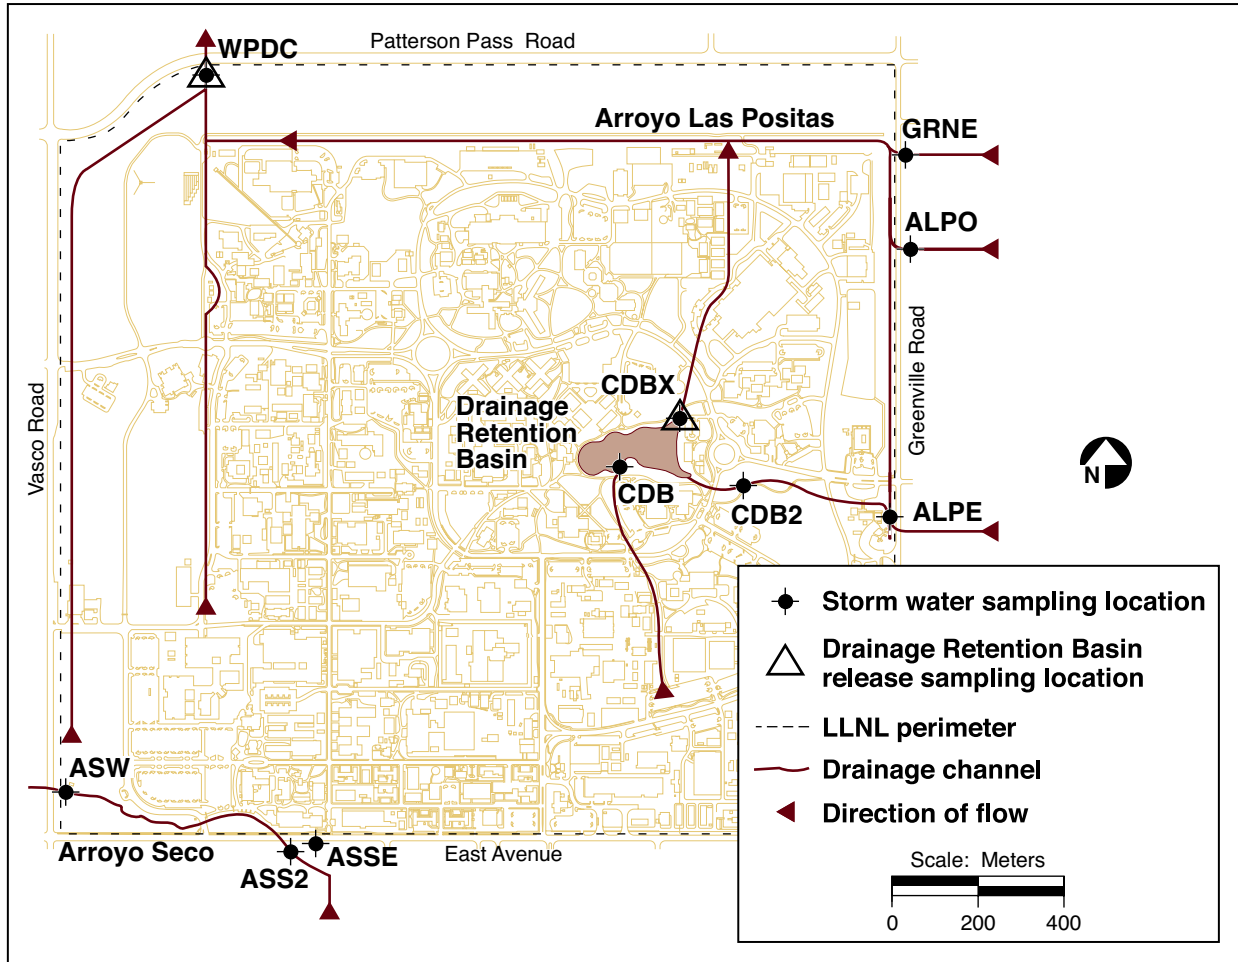 WPDC
Patterson Pass Road
Arroyo Las Positas
GRNE
ALPO
Vasco Road
Greenville Road
CDBX
Drainage
Retention
Basin
N
CDB
CDB2
ALPE
ASW
Arroyo Seco
ASSE
ASS2
East Avenue
Storm water sampling location
Drainage Retention Basin
release sampling location
LLNL perimeter
Drainage channel
Direction of flow
Scale: Meters
0 200 400